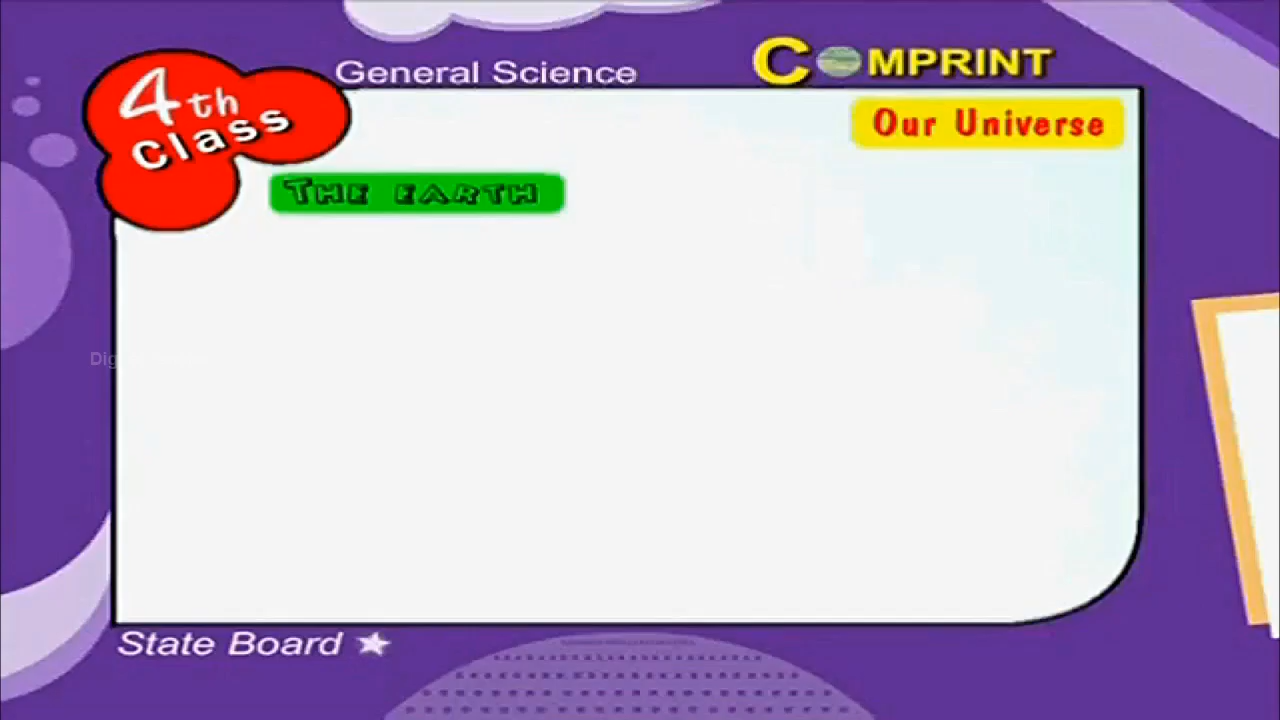 General Science
COMPRINT
4th
Class
Our Universe
THE EARTH
State Board